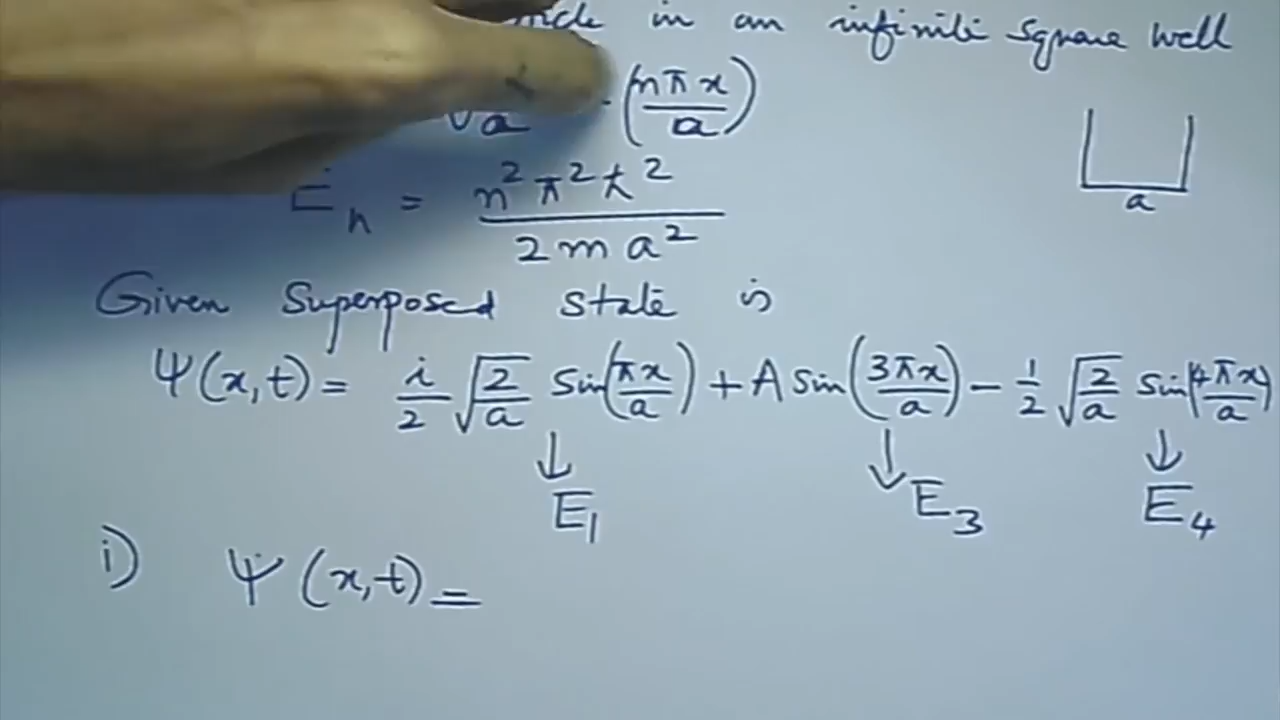 in an infinite square well
√a (nπx/a)
a
En = n²π²ħ²/2ma²
Given Superposed state is
Ψ(x,t) = i/2 √2/a Sin(πx/a) + A Sin(3πx/a) − 1/2 √2/a Sin(4πx/a)
↓ ↓ ↓
E₁ E₃ E₄
i) Ψ(x,t) =